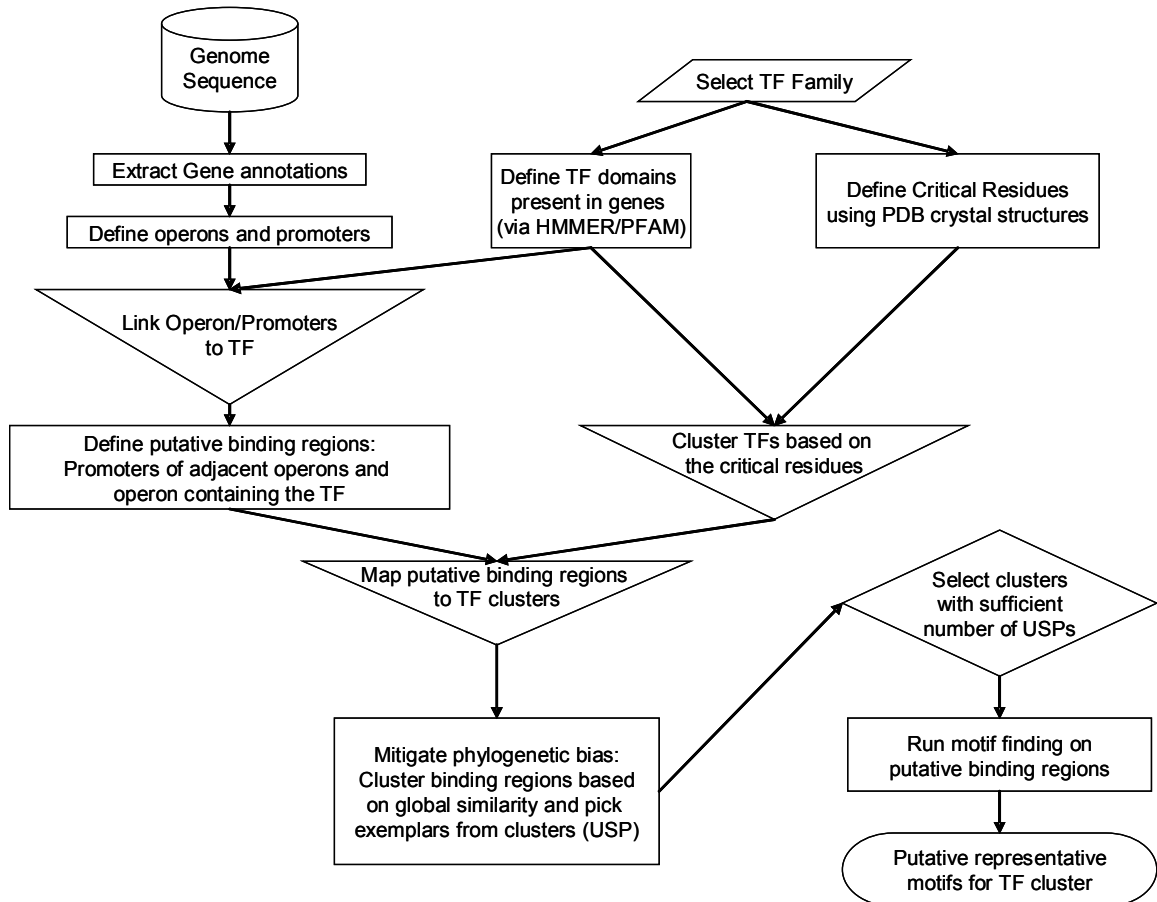 Genome
Sequence
Select TF Family
Extract Gene annotations
Define operons and promoters
Define TF domains
present in genes
(via HMMER/PFAM)
Define Critical Residues
using PDB crystal structures
Link Operon/Promoters
to TF
Define putative binding regions:
Promoters of adjacent operons and
operon containing the TF
Cluster TFs based on
the critical residues
Map putative binding regions
to TF clusters
Select clusters
with sufficient
number of USPs
Mitigate phylogenetic bias:
Cluster binding regions based
on global similarity and pick
exemplars from clusters (USP)
Run motif finding on
putative binding regions
Putative representative
motifs for TF cluster